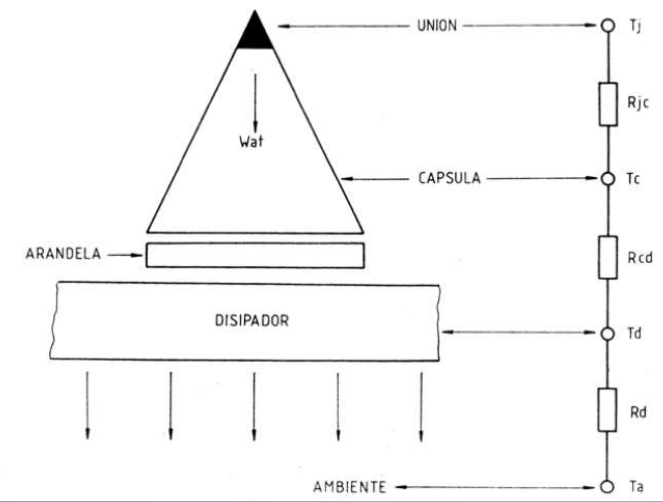 UNION Tj
Rjc
Wat
CAPSULA Tc
ARANDELA Rcd
DISIPADOR
Td
Rd
AMBIENTE Ta